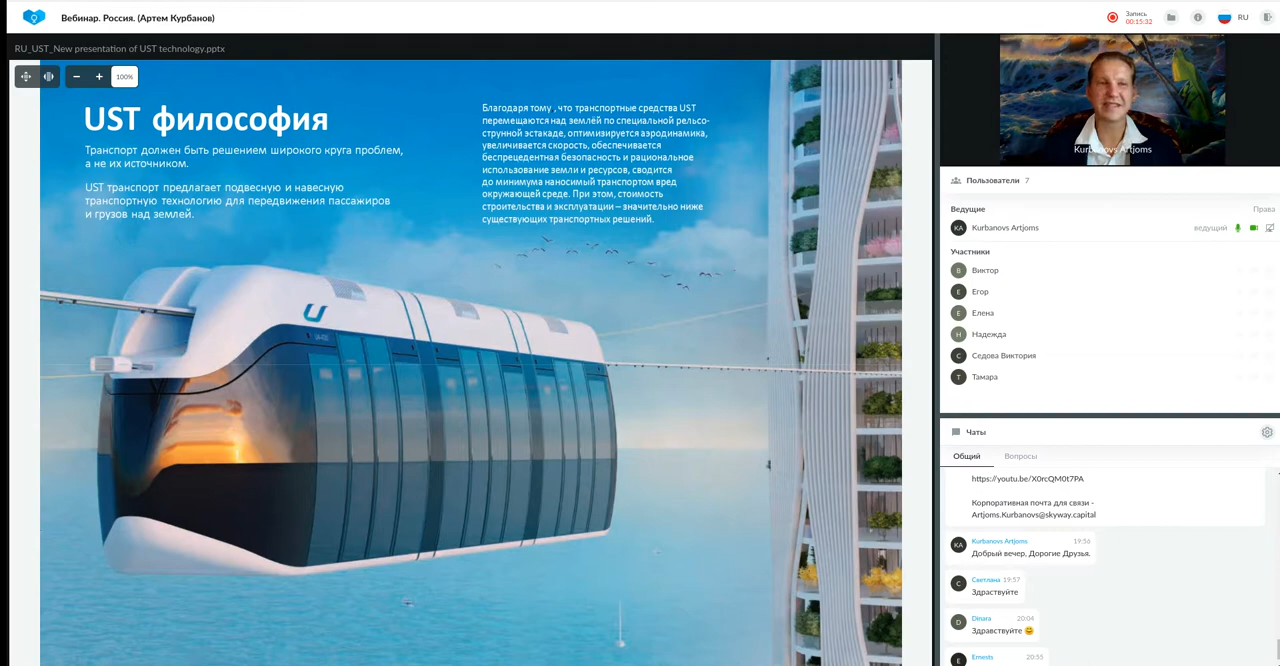 Вебинар. Россия. (Артем Курбанов)
Запись
00:15:32
RU
RU_UST_New presentation of UST technology.pptx
100%
UST философия
Транспорт должен быть решением широкого круга проблем,
а не их источником.
UST транспорт предлагает подвесную и навесную
транспортную технологию для передвижения пассажиров
и грузов над землей.
Благодаря тому , что транспортные средства UST
перемещаются над землёй по специальной рельсо-
струнной эстакаде, оптимизируется аэродинамика,
увеличивается скорость, обеспечивается
беспрецедентная безопасность и рациональное
использование земли и ресурсов, сводится
до минимума наносимый транспортом вред
окружающей среде. При этом, стоимость
строительства и эксплуатации – значительно ниже
существующих транспортных решений.
Kurbanovs Artjoms
Пользователи 7
Ведущие Права
KA Kurbanovs Artjoms ведущий
Участники
В Виктор
Е Егор
Е Елена
Н Надежда
С Седова Виктория
Т Тамара
Чаты
Общий Вопросы
https://youtu.be/X0rcQM0t7PA
Корпоративная почта для связи -
Artjoms.Kurbanovs@skyway.capital
KA Kurbanovs Artjoms 19:56
Добрый вечер, Дорогие Друзья.
С Светлана 19:57
Здраствуйте
D Dinara 20:04
Здравствуйте 😊
E Ernests 20:55